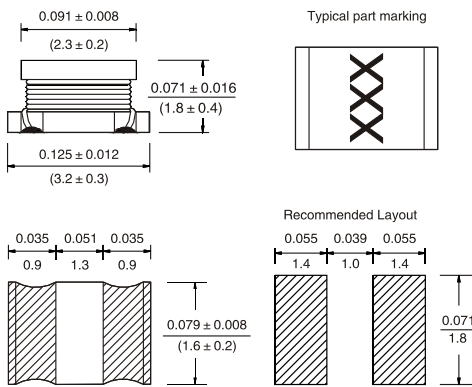 0.091 ± 0.008
(2.3 ± 0.2)
Typical part marking
0.071 ± 0.016
(1.8 ± 0.4)
XXX
0.125 ± 0.012
(3.2 ± 0.3)
Recommended Layout
0.035 0.051 0.035
0.9 1.3 0.9
0.055 0.039 0.055
1.4 1.0 1.4
0.079 ± 0.008
(1.6 ± 0.2)
0.071
1.8